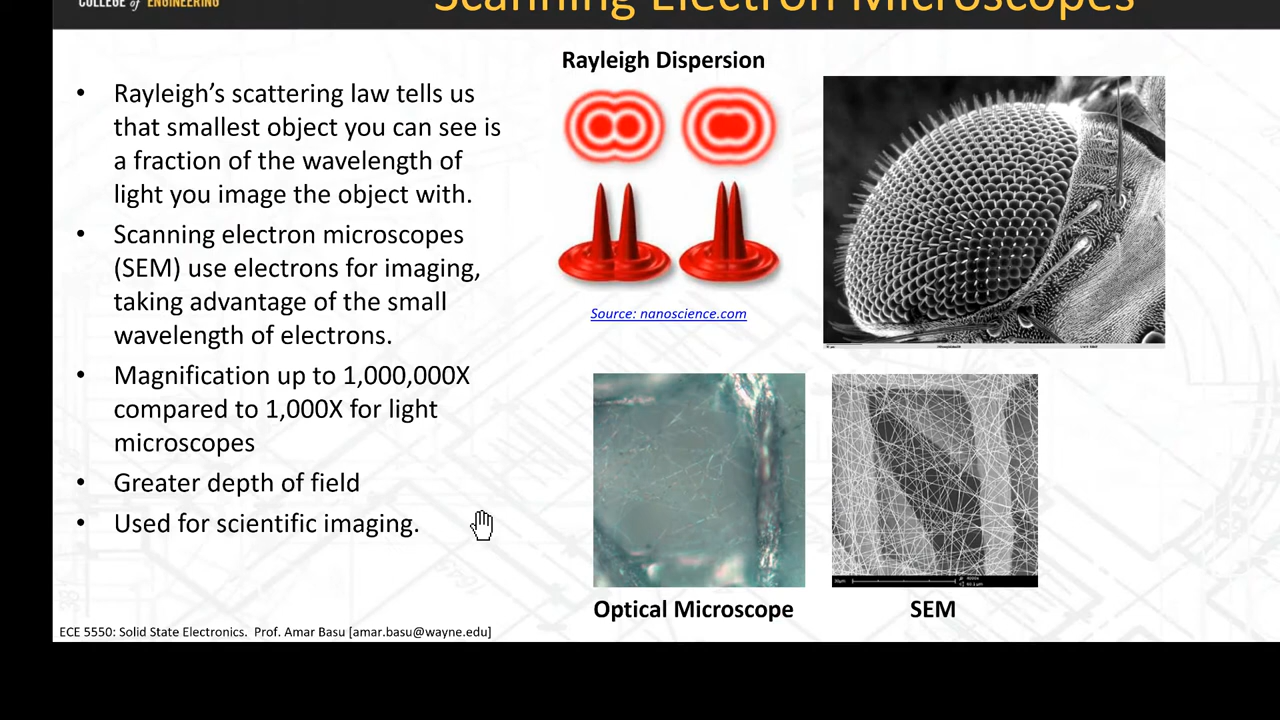 COLLEGE of ENGINEERING
Scanning Electron Microscopes
Rayleigh Dispersion
• Rayleigh's scattering law tells us
that smallest object you can see is
a fraction of the wavelength of
light you image the object with.
• Scanning electron microscopes
(SEM) use electrons for imaging,
taking advantage of the small
wavelength of electrons.
• Magnification up to 1,000,000X
compared to 1,000X for light
microscopes
• Greater depth of field
• Used for scientific imaging.
Source: nanoscience.com
Optical Microscope
SEM
ECE 5550: Solid State Electronics. Prof. Amar Basu [amar.basu@wayne.edu]